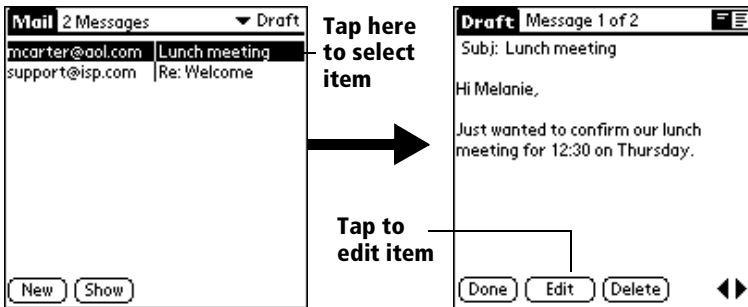 Mail 2 Messages Draft
mcarter@aol.com Lunch meeting
support@isp.com Re: Welcome
New Show
Tap here
to select
item
Tap to
edit item
Draft Message 1 of 2
Subj: Lunch meeting
Hi Melanie,
Just wanted to confirm our lunch
meeting for 12:30 on Thursday.
Done Edit Delete